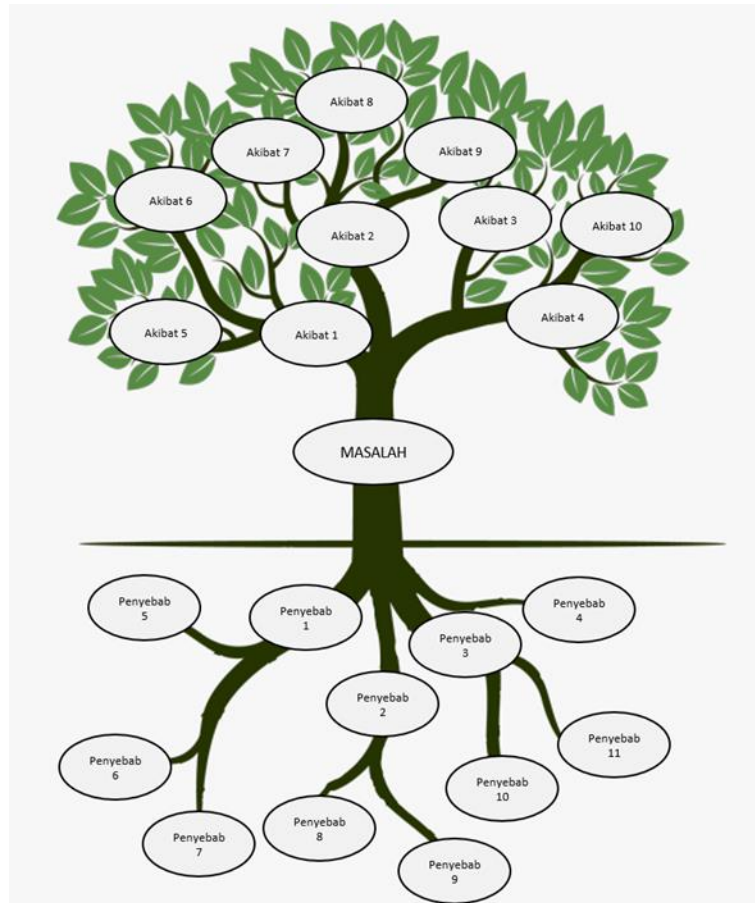 Akibat 8
Akibat 7
Akibat 9
Akibat 6
Akibat 3
Akibat 10
Akibat 2
Akibat 5
Akibat 1
Akibat 4
MASALAH
Penyebab
5
Penyebab
1
Penyebab
4
Penyebab
3
Penyebab
2
Penyebab
6
Penyebab
11
Penyebab
10
Penyebab
7
Penyebab
8
Penyebab
9